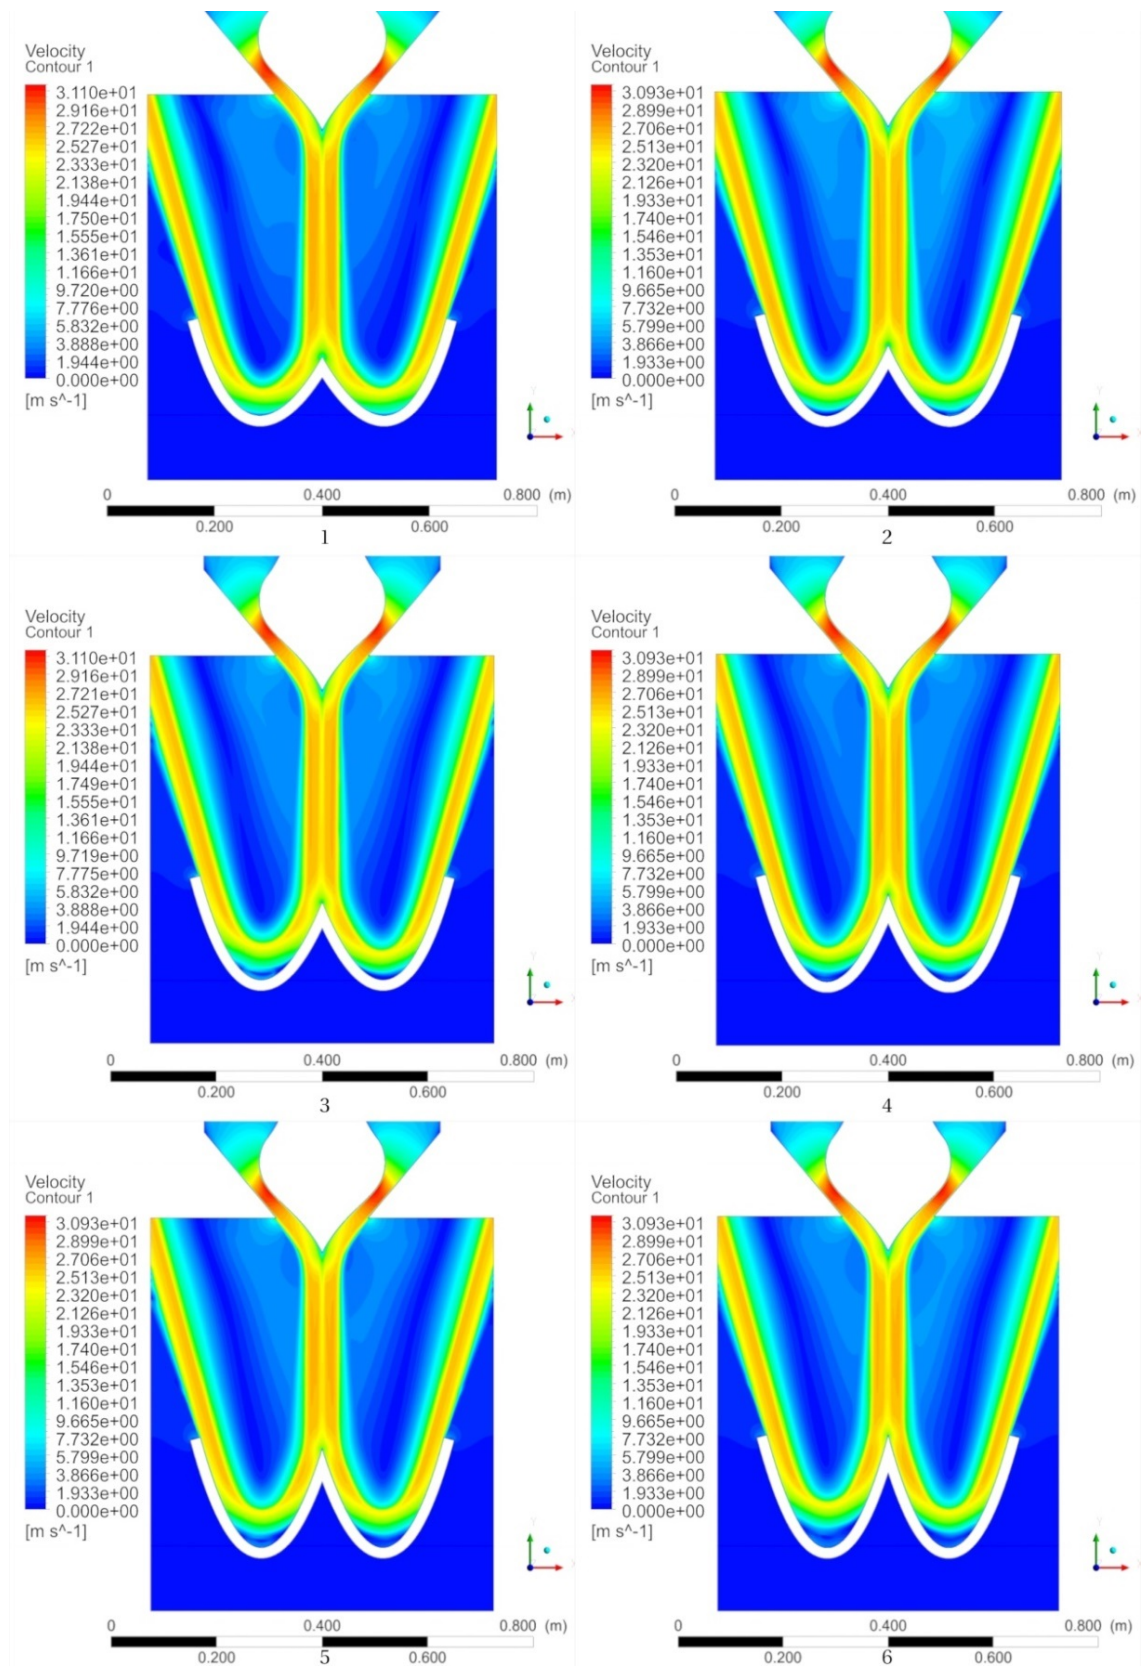 Velocity
Contour 1
3.110e+01
2.916e+01
2.722e+01
2.527e+01
2.333e+01
2.138e+01
1.944e+01
1.750e+01
1.555e+01
1.361e+01
1.166e+01
9.720e+00
7.776e+00
5.832e+00
3.888e+00
1.944e+00
0.000e+00
[m s^-1]
0 0.400 0.800 (m)
0.200 0.600
1
Velocity
Contour 1
3.093e+01
2.899e+01
2.706e+01
2.513e+01
2.320e+01
2.126e+01
1.933e+01
1.740e+01
1.546e+01
1.353e+01
1.160e+01
9.665e+00
7.732e+00
5.799e+00
3.866e+00
1.933e+00
0.000e+00
[m s^-1]
0 0.400 0.800 (m)
0.200 0.600
2
Velocity
Contour 1
3.110e+01
2.916e+01
2.721e+01
2.527e+01
2.333e+01
2.138e+01
1.944e+01
1.749e+01
1.555e+01
1.361e+01
1.166e+01
9.719e+00
7.775e+00
5.832e+00
3.888e+00
1.944e+00
0.000e+00
[m s^-1]
0 0.400 0.800 (m)
0.200 0.600
3
Velocity
Contour 1
3.093e+01
2.899e+01
2.706e+01
2.513e+01
2.320e+01
2.126e+01
1.933e+01
1.740e+01
1.546e+01
1.353e+01
1.160e+01
9.665e+00
7.732e+00
5.799e+00
3.866e+00
1.933e+00
0.000e+00
[m s^-1]
0 0.400 0.800 (m)
0.200 0.600
4
Velocity
Contour 1
3.093e+01
2.899e+01
2.706e+01
2.513e+01
2.320e+01
2.126e+01
1.933e+01
1.740e+01
1.546e+01
1.353e+01
1.160e+01
9.665e+00
7.732e+00
5.799e+00
3.866e+00
1.933e+00
0.000e+00
[m s^-1]
0 0.400 0.800 (m)
0.200 0.600
5
Velocity
Contour 1
3.093e+01
2.899e+01
2.706e+01
2.513e+01
2.320e+01
2.126e+01
1.933e+01
1.740e+01
1.546e+01
1.353e+01
1.160e+01
9.665e+00
7.732e+00
5.799e+00
3.866e+00
1.933e+00
0.000e+00
[m s^-1]
0 0.400 0.800 (m)
0.200 0.600
6